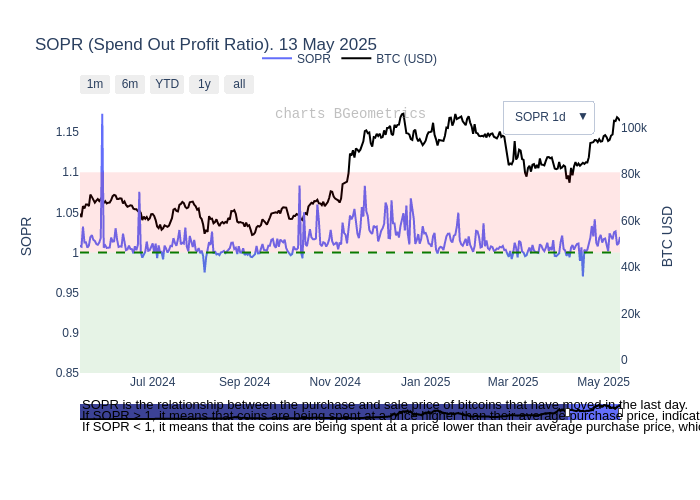 SOPR (Spend Out Profit Ratio). 13 May 2025
SOPR
BTC (USD)
1m
6m
YTD
1y
all
charts BGeometrics
SOPR 1d ▼
1.15
1.1
1.05
1
0.95
0.9
0.85
SOPR
100k
80k
60k
40k
20k
0
BTC USD
Jul 2024
Sep 2024
Nov 2024
Jan 2025
Mar 2025
May 2025
SOPR is the relationship between the purchase and sale price of bitcoins that have moved in the last day.
If SOPR > 1, it means that coins are being spent at a price higher than their average purchase price, indicat
If SOPR < 1, it means that the coins are being spent at a price lower than their average purchase price, whi